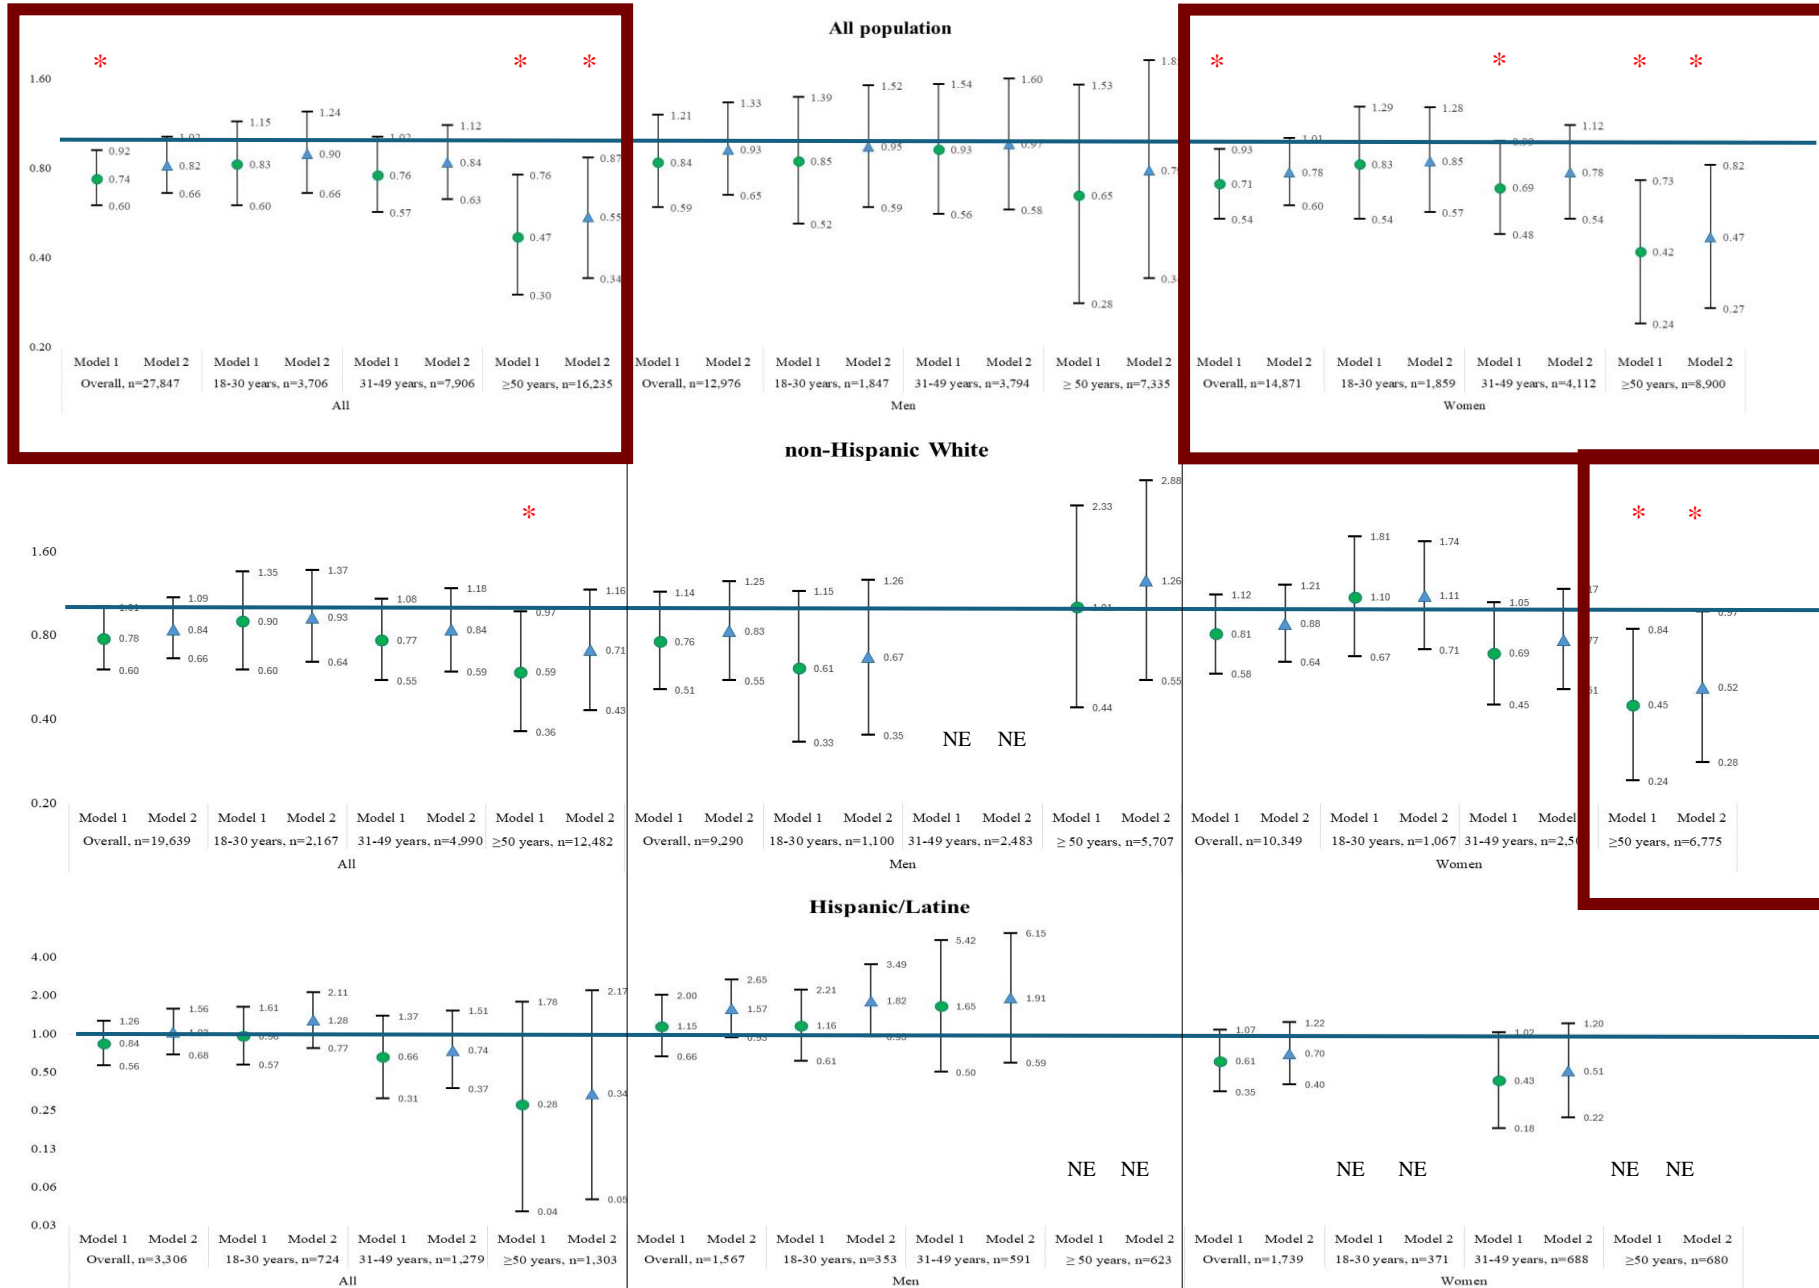 All population
* * * * * * *
1.60
0.80
0.40
0.20
0.92 0.74 0.60
0.82 0.66
1.15 0.83 0.60
1.24 0.90 0.66
0.76 0.57
1.12 0.84 0.63
0.76 0.47 0.30
0.87 0.55 0.34
1.21 0.84 0.59
1.33 0.93 0.65
1.39 0.85 0.52
1.52 0.95 0.59
1.54 0.93 0.56
1.60 0.97 0.58
1.53 0.65 0.28
0.93 0.71 0.54
1.01 0.78 0.60
1.29 0.83 0.54
1.28 0.85 0.57
0.69 0.48
1.12 0.78 0.54
0.73 0.42 0.24
0.82 0.47 0.27
Model 1 Model 2 Model 1 Model 2 Model 1 Model 2 Model 1 Model 2 Model 1 Model 2 Model 1 Model 2 Model 1 Model 2 Model 1 Model 2 Model 1 Model 2 Model 1 Model 2 Model 1 Model 2 Model 1 Model 2
Overall, n=27,847 18-30 years, n=3,706 31-49 years, n=7,906 ≥50 years, n=16,235 Overall, n=12,976 18-30 years, n=1,847 31-49 years, n=3,794 ≥ 50 years, n=7,335 Overall, n=14,871 18-30 years, n=1,859 31-49 years, n=4,112 ≥50 years, n=8,900
All Men Women
non-Hispanic White
* * *
1.60
0.80
0.40
0.20
0.78 0.60
1.09 0.84 0.66
1.35 0.90 0.60
1.37 0.93 0.64
1.08 0.77 0.55
1.18 0.84 0.59
0.97 0.59 0.36
1.16 0.71 0.43
1.14 0.76 0.51
1.25 0.83 0.55
1.15 0.61 0.33
1.26 0.67 0.35
NE NE
2.33 0.44
2.88 1.26 0.55
1.12 0.81 0.58
1.21 0.88 0.64
1.81 1.10 0.67
1.74 1.11 0.71
1.05 0.69 0.45
0.84 0.45 0.24
0.52 0.28
Model 1 Model 2 Model 1 Model 2 Model 1 Model 2 Model 1 Model 2 Model 1 Model 2 Model 1 Model 2 Model 1 Model 2 Model 1 Model 2 Model 1 Model 2 Model 1 Model 2 Model 1 Model 2 Model 1 Model 2
Overall, n=19,639 18-30 years, n=2,167 31-49 years, n=4,990 ≥50 years, n=12,482 Overall, n=9,290 18-30 years, n=1,100 31-49 years, n=2,483 ≥ 50 years, n=5,707 Overall, n=10,349 18-30 years, n=1,067 31-49 years, ≥50 years, n=6,775
All Men Women
Hispanic/Latine
4.00
2.00
1.00
0.50
0.25
0.13
0.06
0.03
1.26 0.84 0.56
1.56 0.68
1.61 0.57
2.11 1.28 0.77
1.37 0.66 0.31
1.51 0.74 0.37
1.78 0.28 0.04
2.17 0.34 0.05
2.00 1.15 0.66
2.65 1.57 0.93
2.21 1.16 0.61
3.49 1.82
5.42 1.65 0.50
6.15 1.91 0.59
NE NE
1.07 0.61 0.35
1.22 0.70 0.40
NE NE
1.02 0.43 0.18
1.20 0.51 0.22
NE NE
Model 1 Model 2 Model 1 Model 2 Model 1 Model 2 Model 1 Model 2 Model 1 Model 2 Model 1 Model 2 Model 1 Model 2 Model 1 Model 2 Model 1 Model 2 Model 1 Model 2 Model 1 Model 2 Model 1 Model 2
Overall, n=3,306 18-30 years, n=724 31-49 years, n=1,279 ≥50 years, n=1,303 Overall, n=1,567 18-30 years, n=353 31-49 years, n=591 ≥ 50 years, n=623 Overall, n=1,739 18-30 years, n=371 31-49 years, n=688 ≥50 years, n=680
All Men Women